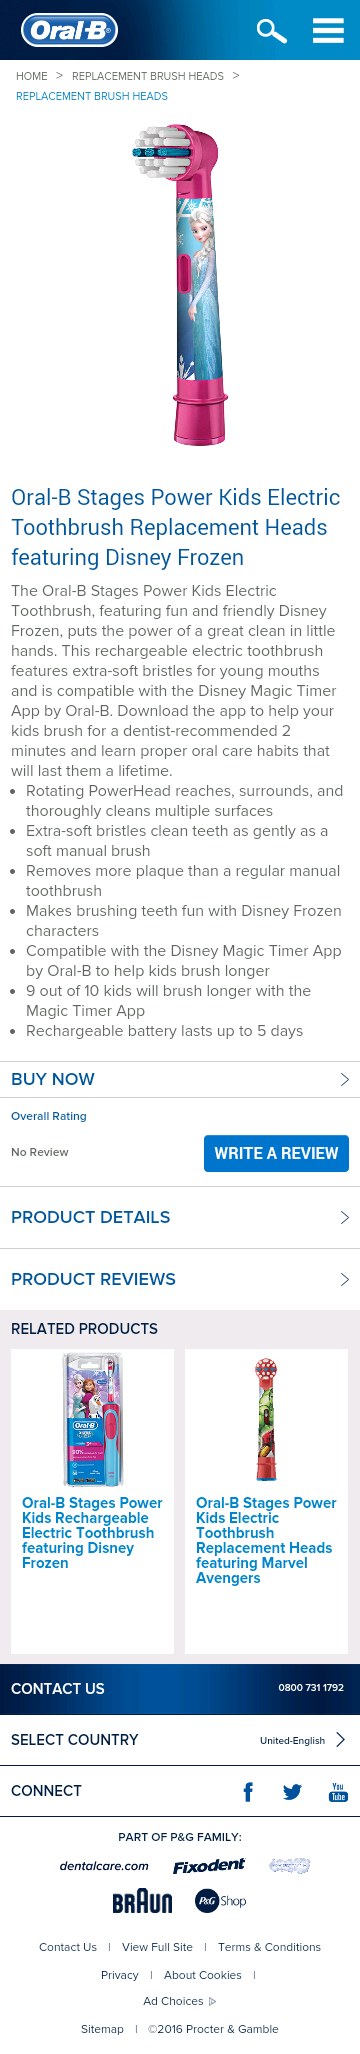 Oral-B
HOME > REPLACEMENT BRUSH HEADS >
REPLACEMENT BRUSH HEADS
Oral-B Stages Power Kids Electric
Toothbrush Replacement Heads
featuring Disney Frozen
The Oral-B Stages Power Kids Electric
Toothbrush, featuring fun and friendly Disney
Frozen, puts the power of a great clean in little
hands. This rechargeable electric toothbrush
features extra-soft bristles for young mouths
and is compatible with the Disney Magic Timer
App by Oral-B. Download the app to help your
kids brush for a dentist-recommended 2
minutes and learn proper oral care habits that
will last them a lifetime.
• Rotating PowerHead reaches, surrounds, and
thoroughly cleans multiple surfaces
• Extra-soft bristles clean teeth as gently as a
soft manual brush
• Removes more plaque than a regular manual
toothbrush
• Makes brushing teeth fun with Disney Frozen
characters
• Compatible with the Disney Magic Timer App
by Oral-B to help kids brush longer
• 9 out of 10 kids will brush longer with the
Magic Timer App
• Rechargeable battery lasts up to 5 days
BUY NOW
Overall Rating
No Review
WRITE A REVIEW
PRODUCT DETAILS
PRODUCT REVIEWS
RELATED PRODUCTS
Oral-B
Oral-B Stages Power
Kids Rechargeable
Electric Toothbrush
featuring Disney
Frozen
Oral-B Stages Power
Kids Electric
Toothbrush
Replacement Heads
featuring Marvel
Avengers
CONTACT US
0800 731 1792
SELECT COUNTRY
United-English
CONNECT
You
Tube
PART OF P&G FAMILY:
dentalcare.com
Fixodent
BRAUN
P&G Shop
Contact Us | View Full Site | Terms & Conditions
Privacy | About Cookies |
Ad Choices
Sitemap | ©2016 Procter & Gamble